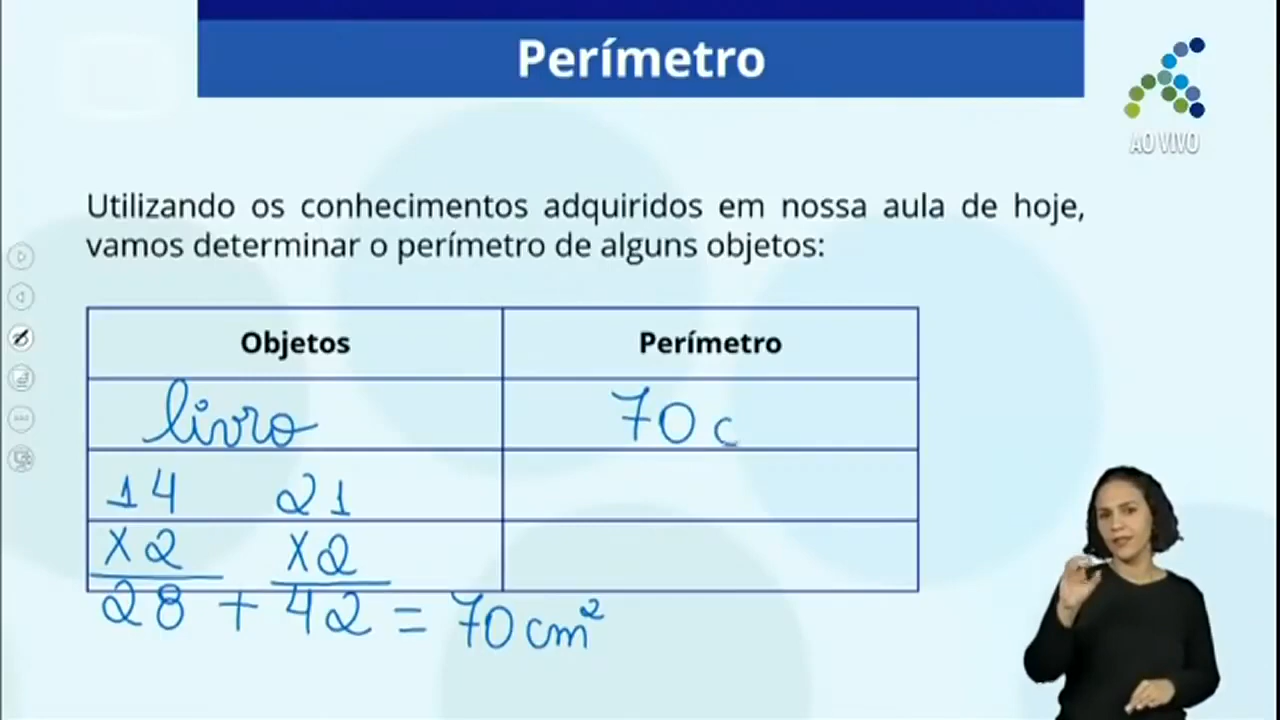 Perímetro
AO VIVO
Utilizando os conhecimentos adquiridos em nossa aula de hoje,
vamos determinar o perímetro de alguns objetos:
Objetos Perímetro
livro 70 c
14 21
x2 x2
28 + 42 = 70 cm²